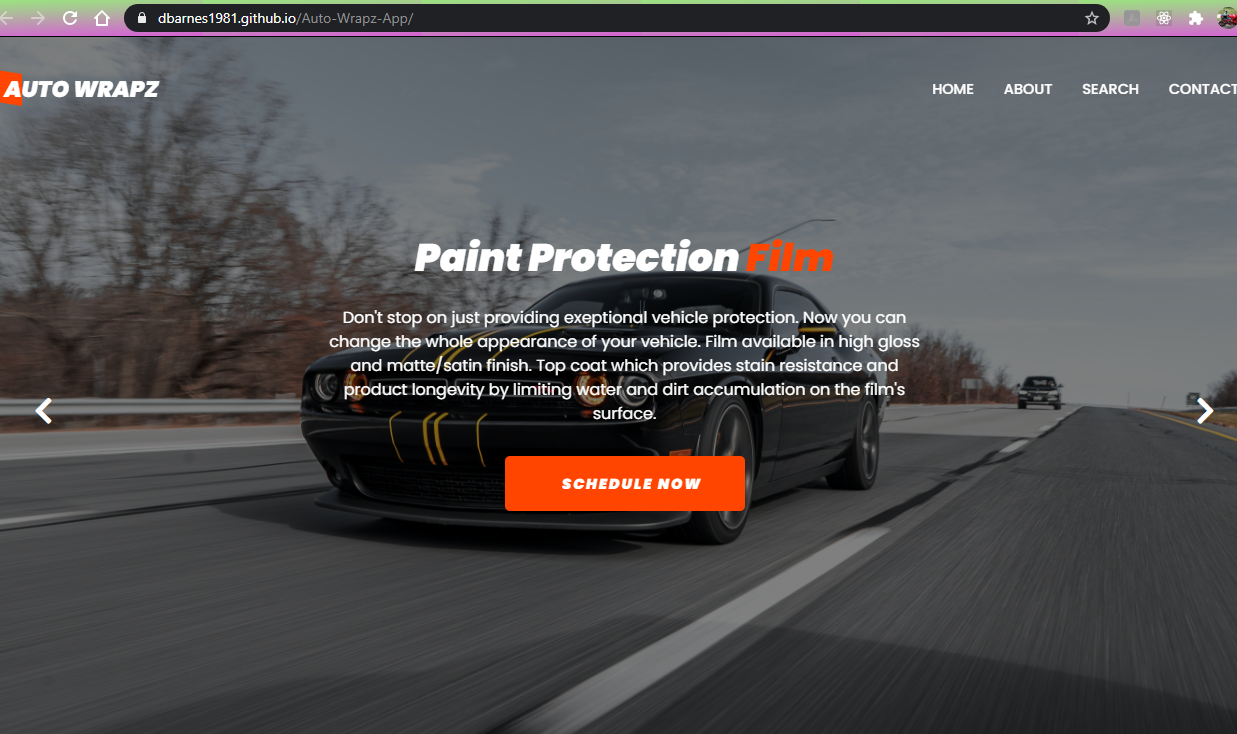 dbarnes1981.github.io/Auto-Wrapz-App/
AUTO WRAPZ
HOME ABOUT SEARCH CONTACT
Paint Protection Film
Don't stop on just providing exeptional vehicle protection. Now you can
change the whole appearance of your vehicle. Film available in high gloss
and matte/satin finish. Top coat which provides stain resistance and
product longevity by limiting water and dirt accumulation on the film's
surface.
SCHEDULE NOW